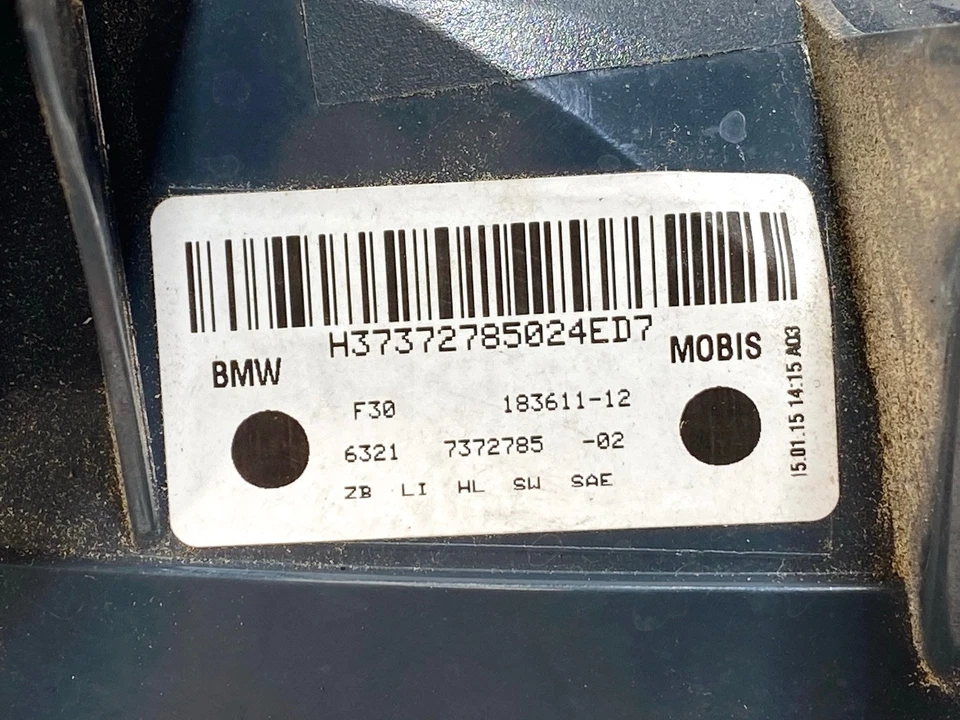 H37372785024ED7
BMW
MOBIS
F30 183611-12
6321 7372785 -02
ZB LI HL SW SAE
15.01.15 14:15 A03